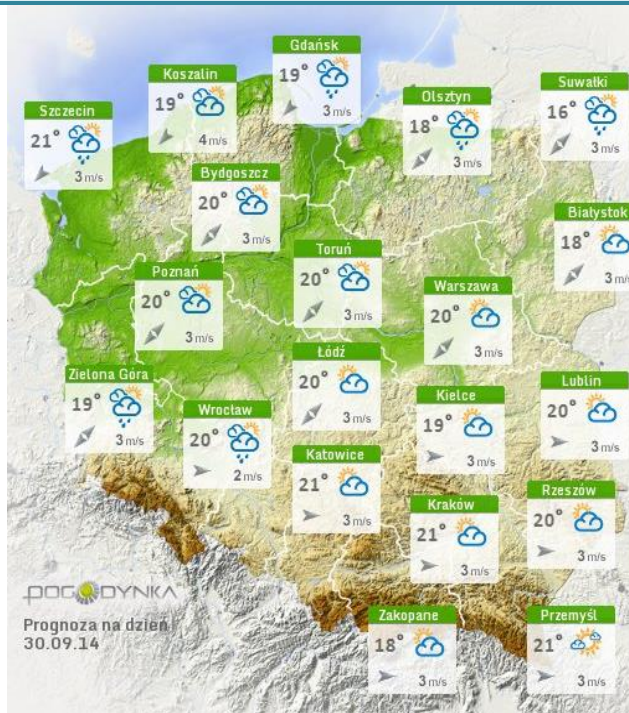 Gdańsk
19°
3 m/s
Koszalin
19°
4 m/s
Szczecin
21°
3 m/s
Olsztyn
18°
3 m/s
Suwałki
16°
3 m/s
Bydgoszcz
20°
3 m/s
Białystok
18°
3 m/s
Toruń
20°
3 m/s
Poznań
20°
3 m/s
Warszawa
20°
3 m/s
Łódź
20°
3 m/s
Zielona Góra
19°
3 m/s
Wrocław
20°
2 m/s
Kielce
19°
3 m/s
Lublin
20°
3 m/s
Katowice
21°
3 m/s
Kraków
21°
3 m/s
Rzeszów
20°
3 m/s
POGODYNKA
Prognoza na dzień
30.09.14
Zakopane
18°
3 m/s
Przemyśl
21°
3 m/s